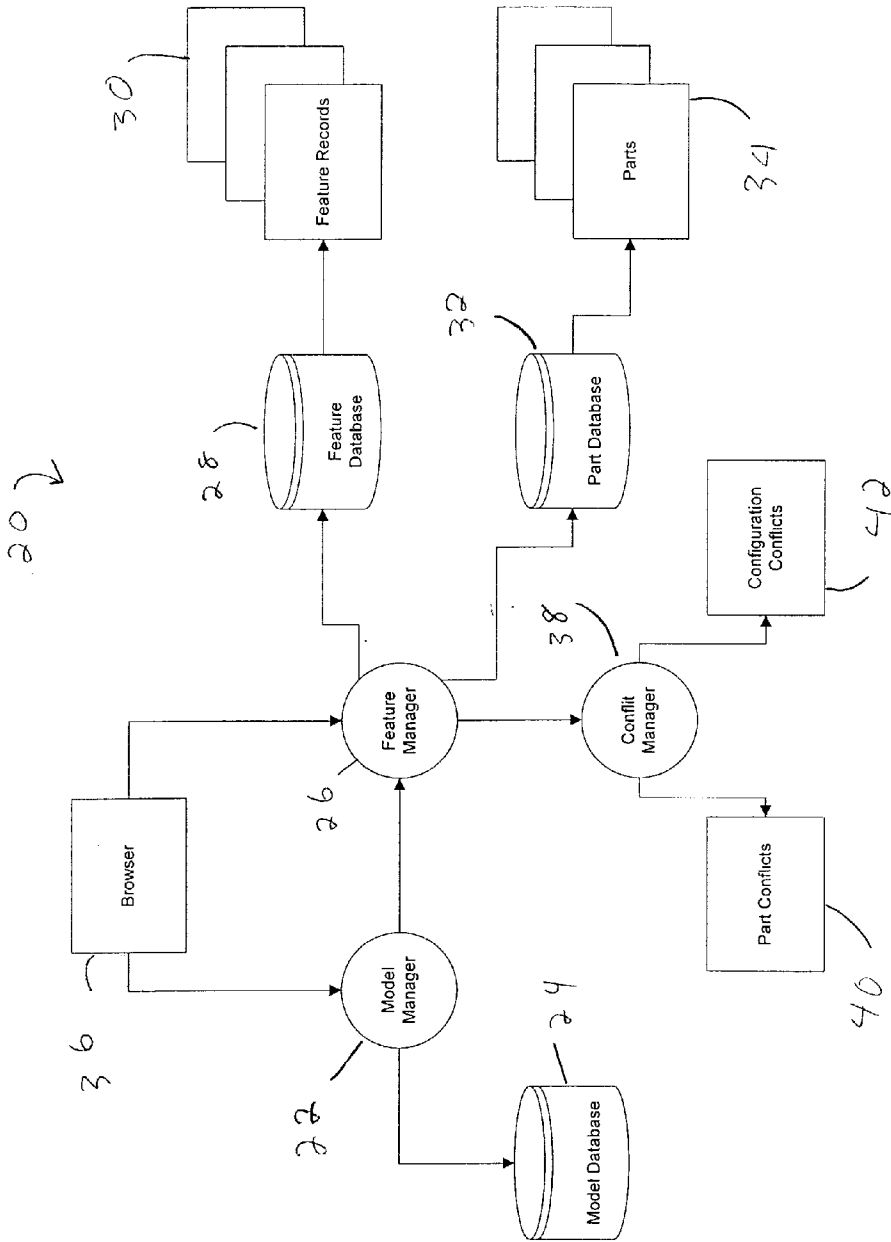 20
36
Browser
22
Model
Manager
24
Model Database
26
Feature
Manager
28
Feature
Database
30
Feature Records
32
Part Database
34
Parts
38
Conflit
Manager
40
Part Conflicts
42
Configuration
Conflicts